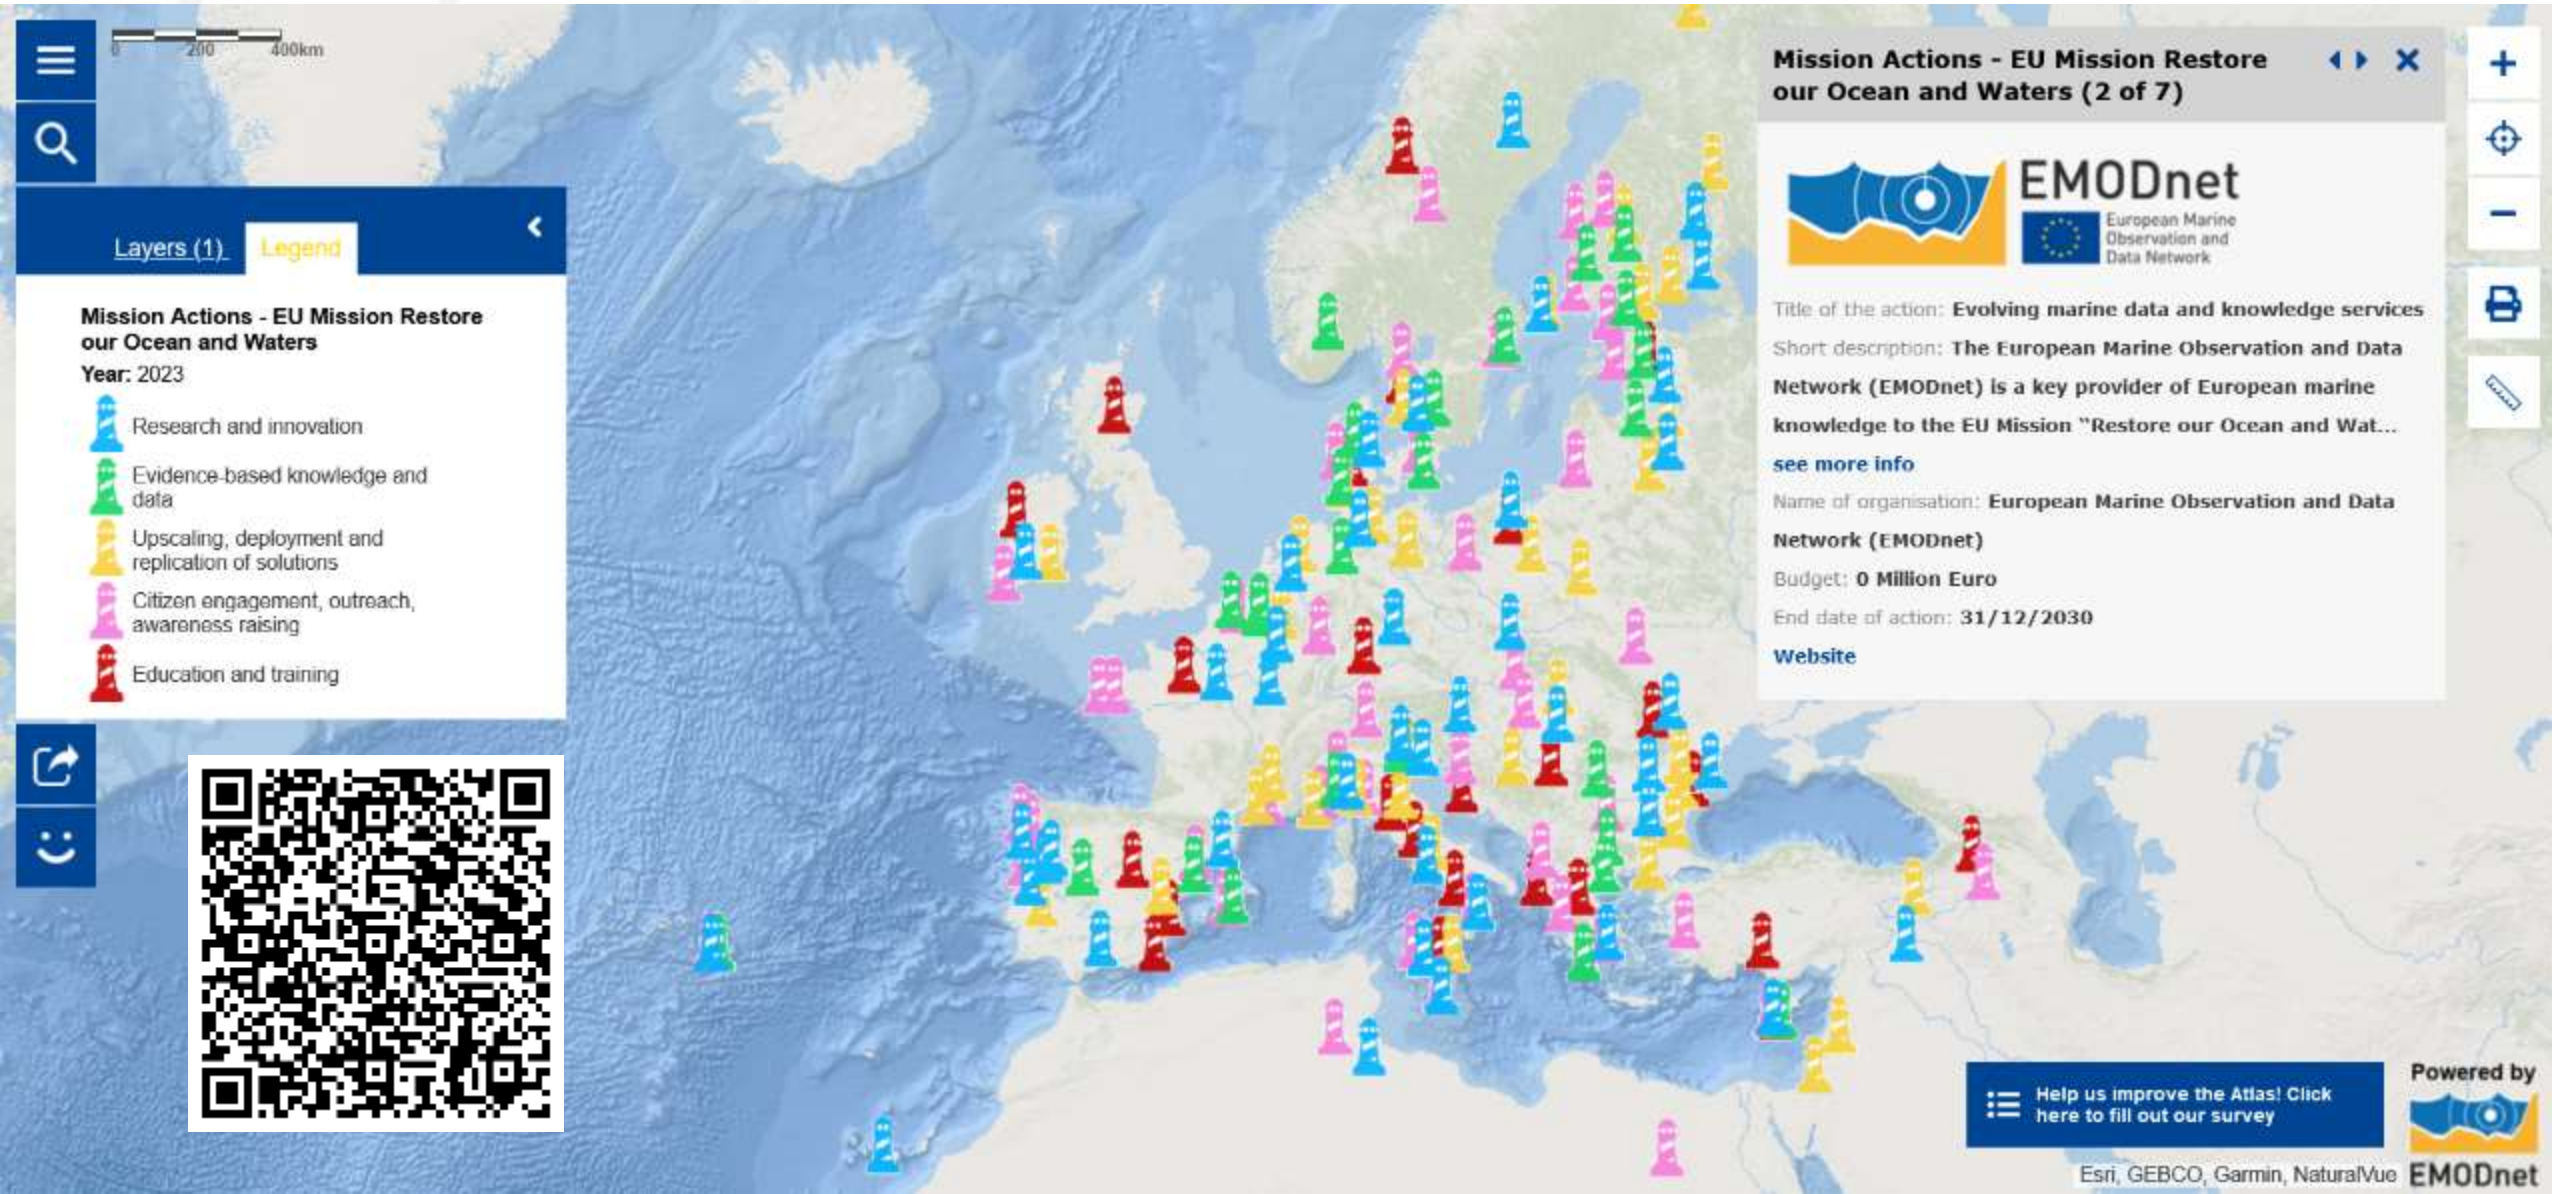 0 200 400km
Layers (1)
Legend
Mission Actions - EU Mission Restore
our Ocean and Waters
Year: 2023
Research and innovation
Evidence-based knowledge and
data
Upscaling, deployment and
replication of solutions
Citizen engagement, outreach,
awareness raising
Education and training
Mission Actions - EU Mission Restore
our Ocean and Waters (2 of 7)
EMODnet
European Marine
Observation and
Data Network
Title of the action: Evolving marine data and knowledge services
Short description: The European Marine Observation and Data
Network (EMODnet) is a key provider of European marine
knowledge to the EU Mission "Restore our Ocean and Wat...
see more info
Name of organisation: European Marine Observation and Data
Network (EMODnet)
Budget: 0 Million Euro
End date of action: 31/12/2030
Website
Help us improve the Atlas! Click
here to fill out our survey
Powered by
EMODnet
Esri, GEBCO, Garmin, NaturalVue